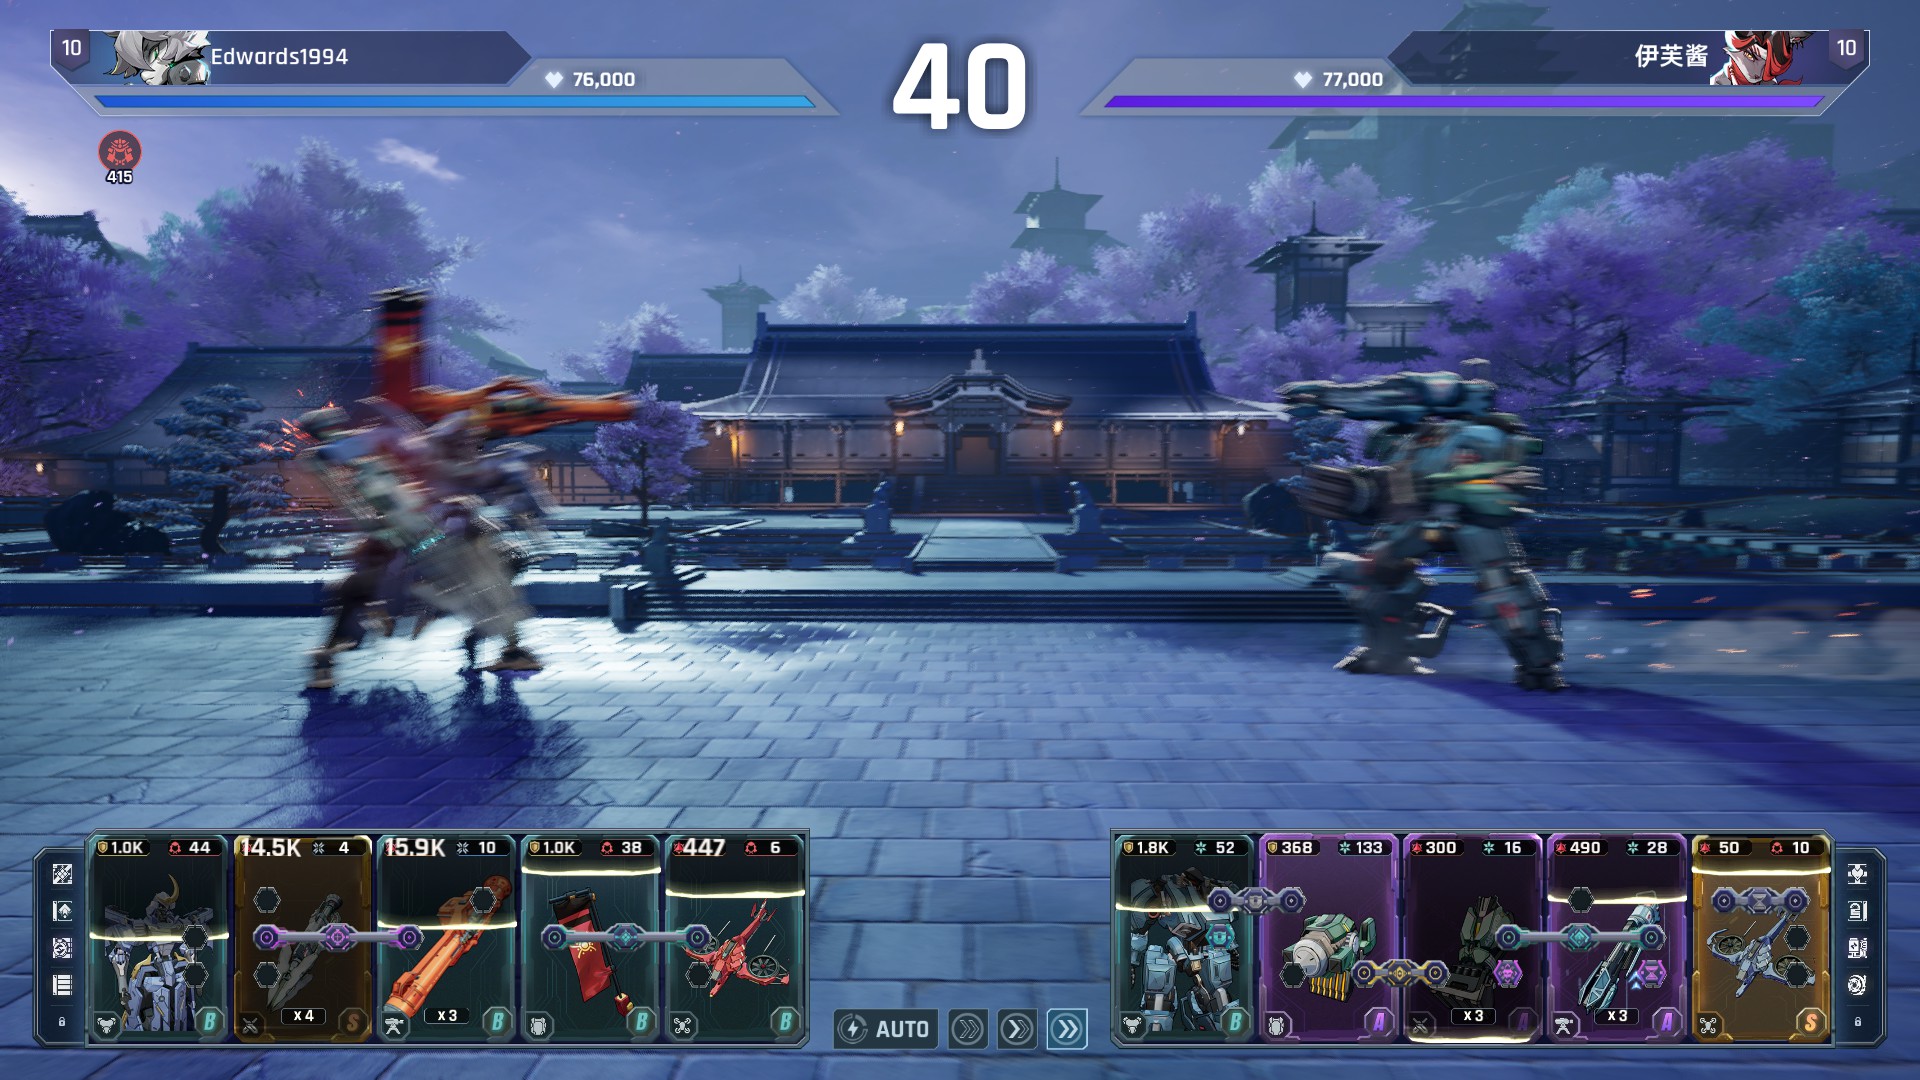 10
Edwards1994
76,000
40
77,000
伊芙酱
10
415
1.0K 44
14.5K 4
15.9K 10
1.0K 38
447 6
1.8K 52
368 133
300 16
490 28
50 10
x4
x3
x3
x3
B
S
B
B
B
B
A
A
A
S
AUTO